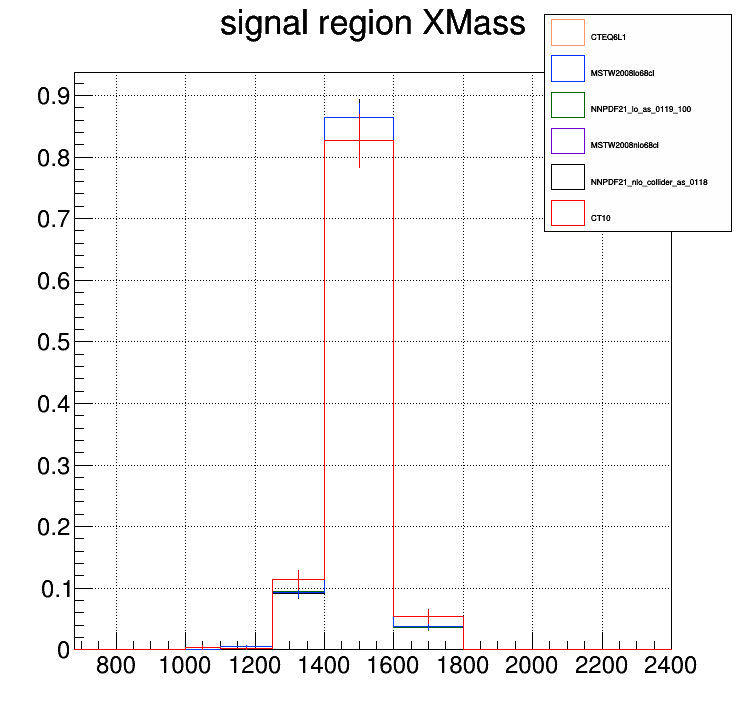 signal region XMass
CTEQ6L1
MSTW2008lo68cl
NNPDF21_lo_as_0119_100
MSTW2008nlo68cl
NNPDF21_nlo_collider_as_0118
CT10
0.9
0.8
0.7
0.6
0.5
0.4
0.3
0.2
0.1
0
800 1000 1200 1400 1600 1800 2000 2200 2400